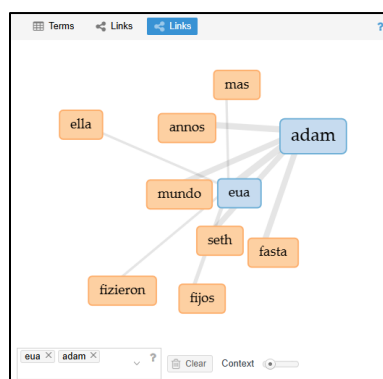 Terms Links Links ?
mas
ella
annos
adam
mundo
eua
seth
fasta
fizieron
fijos
eua × adam × ? Clear Context